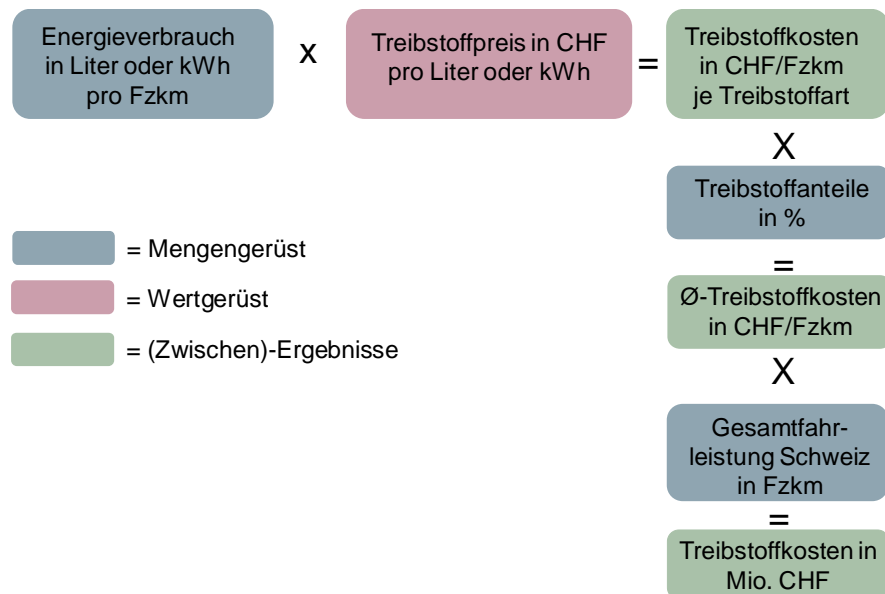 Energieverbrauch
in Liter oder kWh
pro Fzkm
x
Treibstoffpreis in CHF
pro Liter oder kWh
=
Treibstoffkosten
in CHF/Fzkm
je Treibstoffart
X
Treibstoffanteile
in %
=
Ø-Treibstoffkosten
in CHF/Fzkm
X
Gesamtfahr-
leistung Schweiz
in Fzkm
=
Treibstoffkosten in
Mio. CHF
= Mengengerüst
= Wertgerüst
= (Zwischen)-Ergebnisse